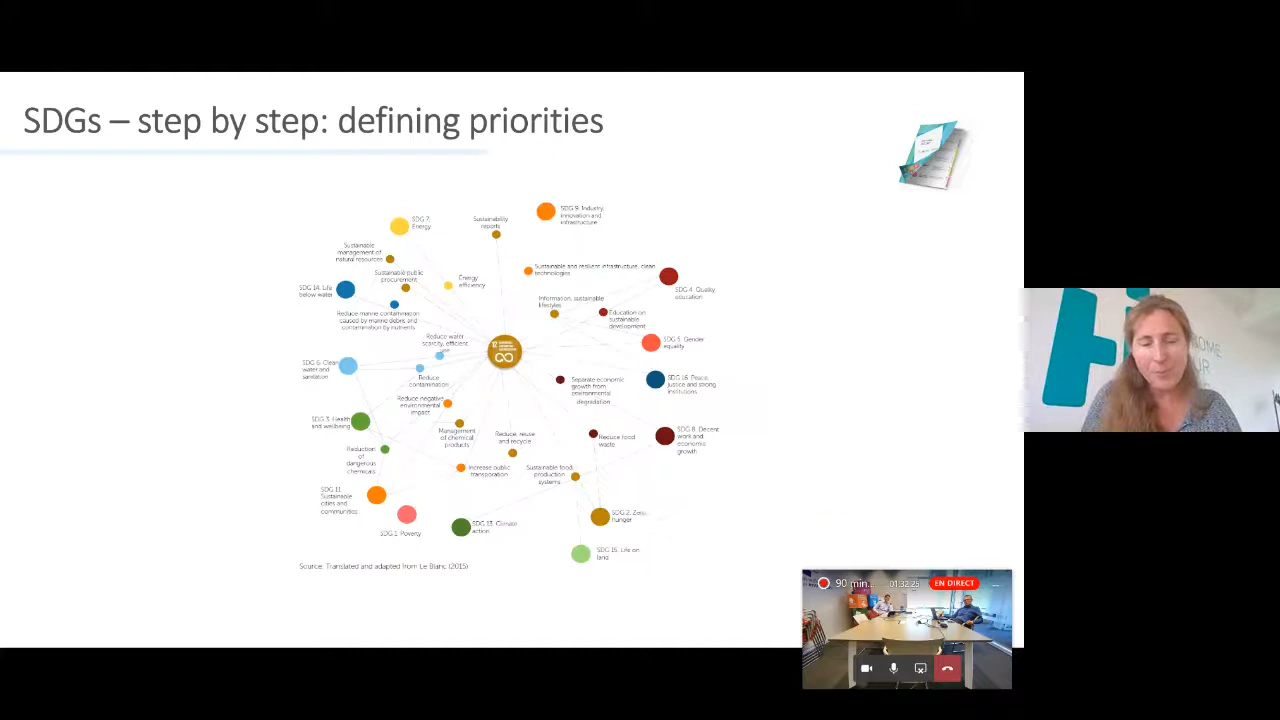 SDGs – step by step: defining priorities
SDG 7:
Energy
Sustainability
reports
SDG 9: Industry,
innovation and
infrastructure
Sustainable
management of
natural resources
Sustainable public
procurement
Energy
efficiency
Sustainable and resilient infrastructure, clean
technologies
SDG 4: Quality
education
SDG 14: Life
below water
Reduce marine contamination
caused by marine debris and
contamination by nutrients
Information, sustainable
lifestyles
Education on
sustainable
development
SDG 5: Gender
equality
Reduce water
scarcity, efficient
use
12
SDG 6: Clean
water and
sanitation
Reduce
contamination
Separate economic
growth from
environmental
degradation
SDG 16: Peace,
justice and strong
institutions
Reduce negative
environmental
impact
SDG 3: Health
and wellbeing
Management
of chemical
products
Reduce, reuse
and recycle
Reduce food
waste
SDG 8: Decent
work and
economic
growth
Reduction
of
dangerous
chemicals
Increase public
transporation
Sustainable food
production
systems
SDG 11:
Sustainable
cities and
communities
SDG 1: Poverty
SDG 13: Climate
action
SDG 2: Zero
hunger
SDG 15: Life on
land
Source: Translated and adapted from Le Blanc (2015)
90 min...
01:32:25
EN DIRECT